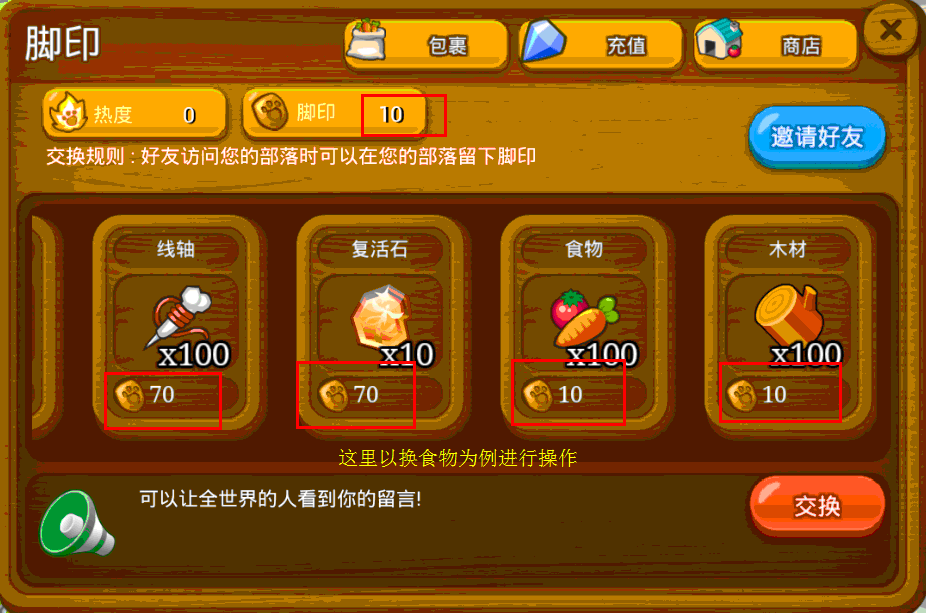 脚印
包裹
充值
商店
热度 0
脚印 10
邀请好友
交换规则：好友访问您的部落时可以在您的部落留下脚印
线轴
复活石
食物
木材
x100
x10
x100
x100
70
70
10
10
这里以换食物为例进行操作
可以让全世界的人看到你的留言!
交换